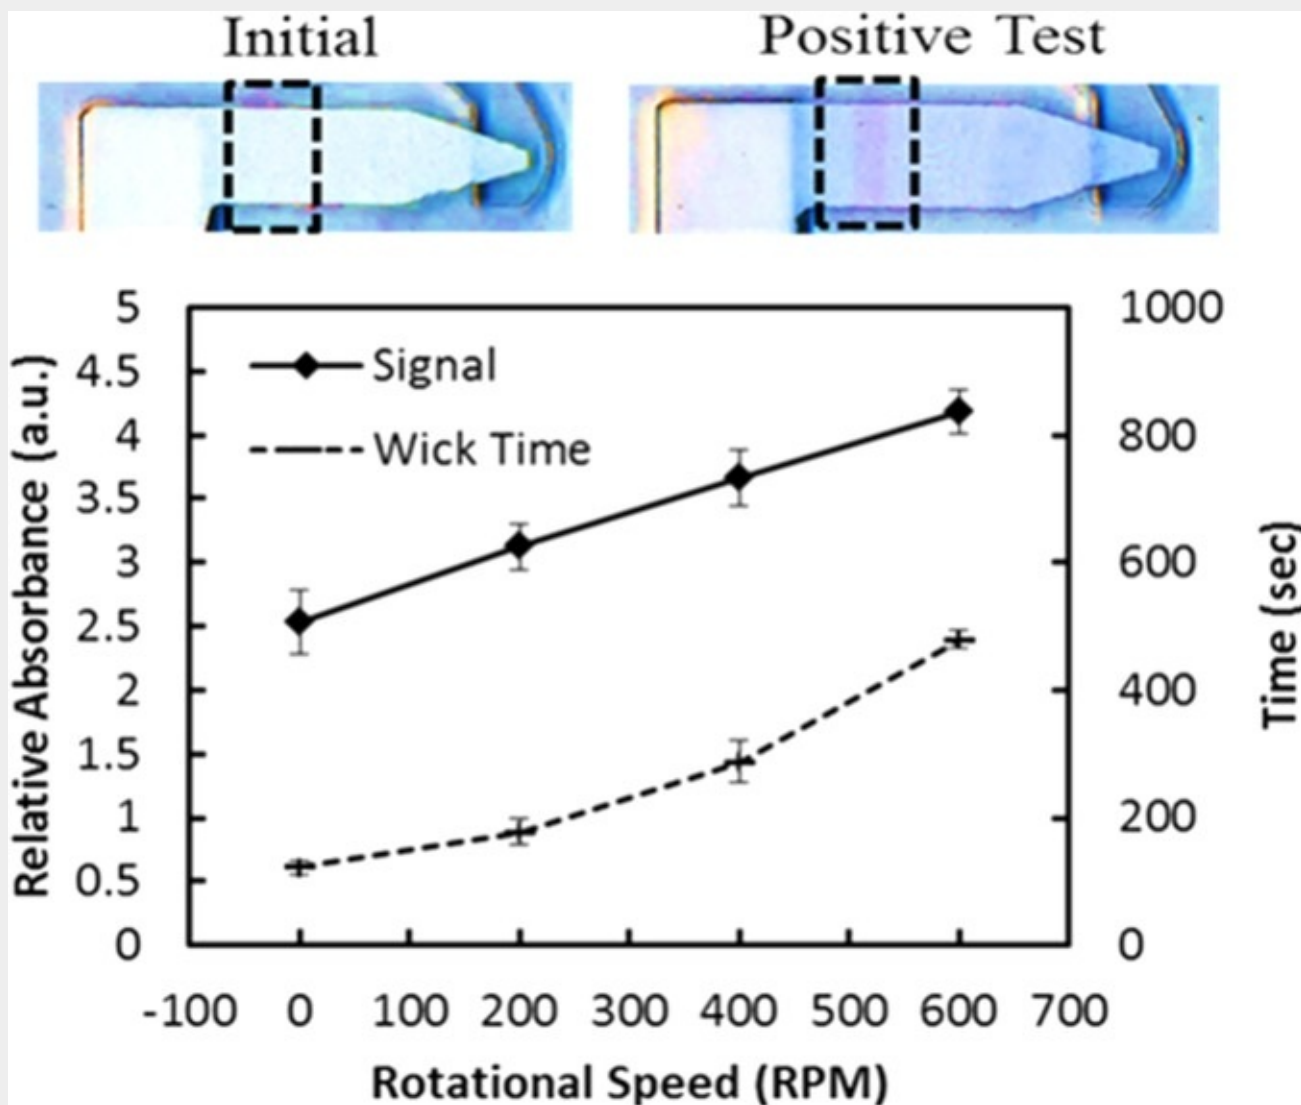 Initial
Positive Test
Signal
Wick Time
Relative Absorbance (a.u.)
5
4.5
4
3.5
3
2.5
2
1.5
1
0.5
0
1000
800
600
400
200
0
Time (sec)
-100 0 100 200 300 400 500 600 700
Rotational Speed (RPM)